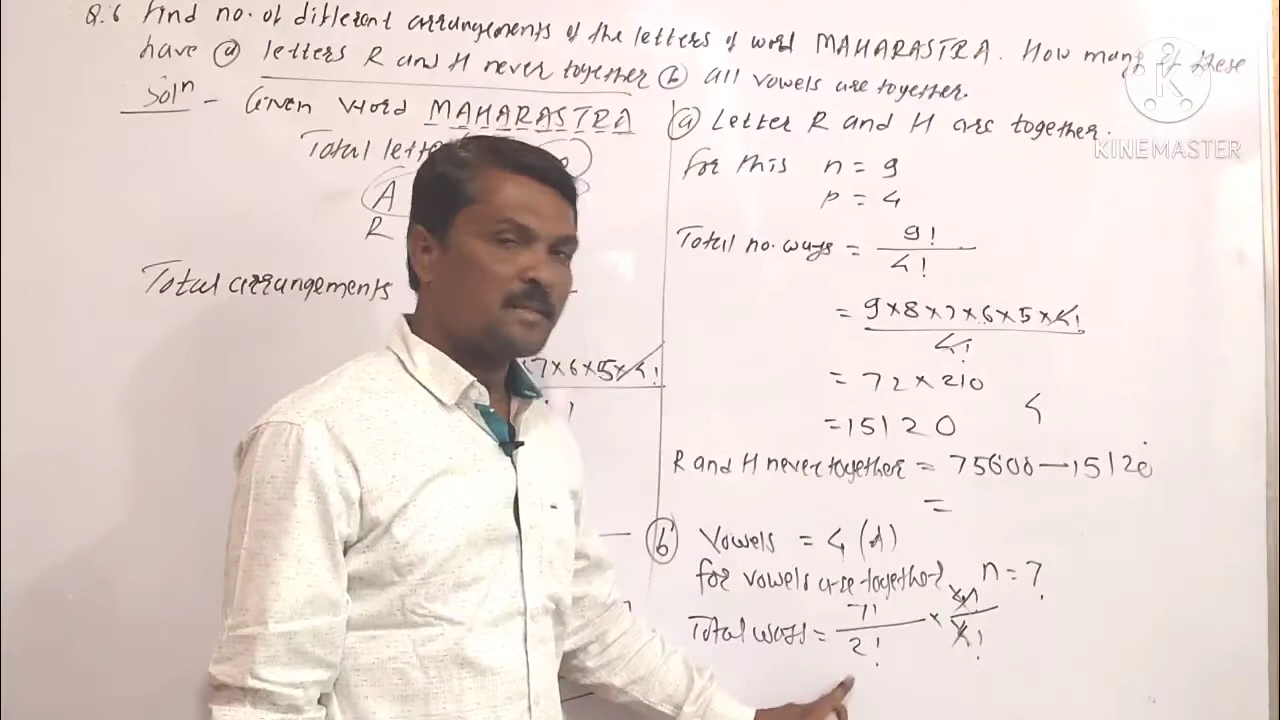 Q.6 Find no. of different arrangements of the letters of word MAHARASTRA. How many of these
have (a) letters R and H never together (b) all vowels are together.
Solⁿ - Given word MAHARASTRA
Total
A
R
Total arrangements
7×6×5×4!
(a) Letter R and H are together.
for this n = 9
p = 4
Total no. ways = 9! / 4!
= 9×8×7×6×5×4! / 4!
= 72 × 210
= 15120
R and H never together = 75600 — 15120
=
(b) Vowels = 4 (A)
for vowels are together, n = 7
Total ways = 7! / 2! × 4! / 4!
K
KINEMASTER